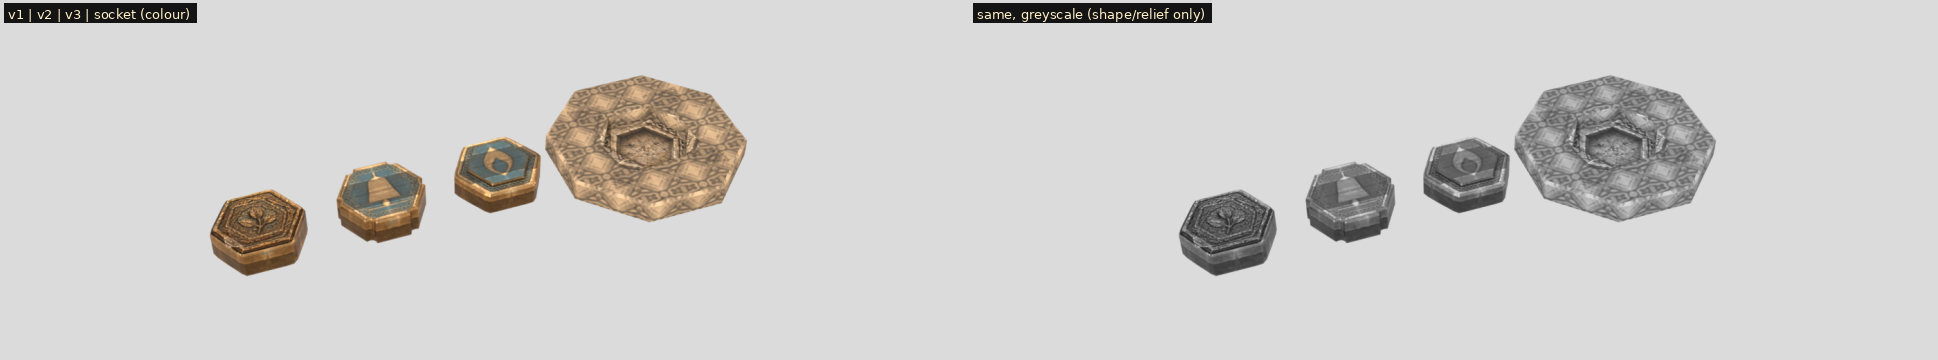 v1 | v2 | v3 | socket (colour)
same, greyscale (shape/relief only)